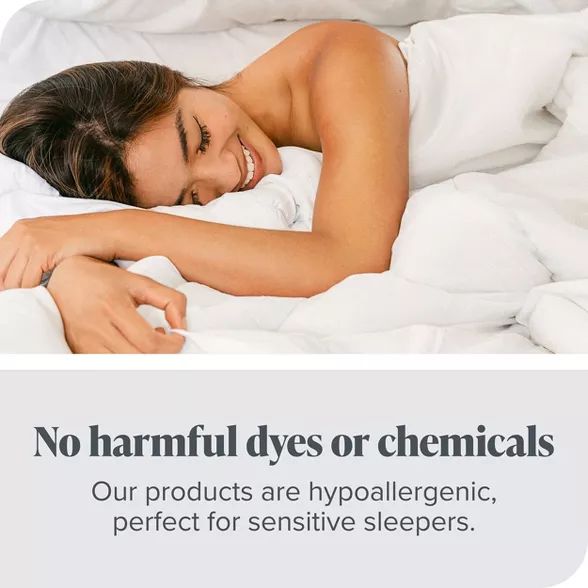 No harmful dyes or chemicals
Our products are hypoallergenic,
perfect for sensitive sleepers.